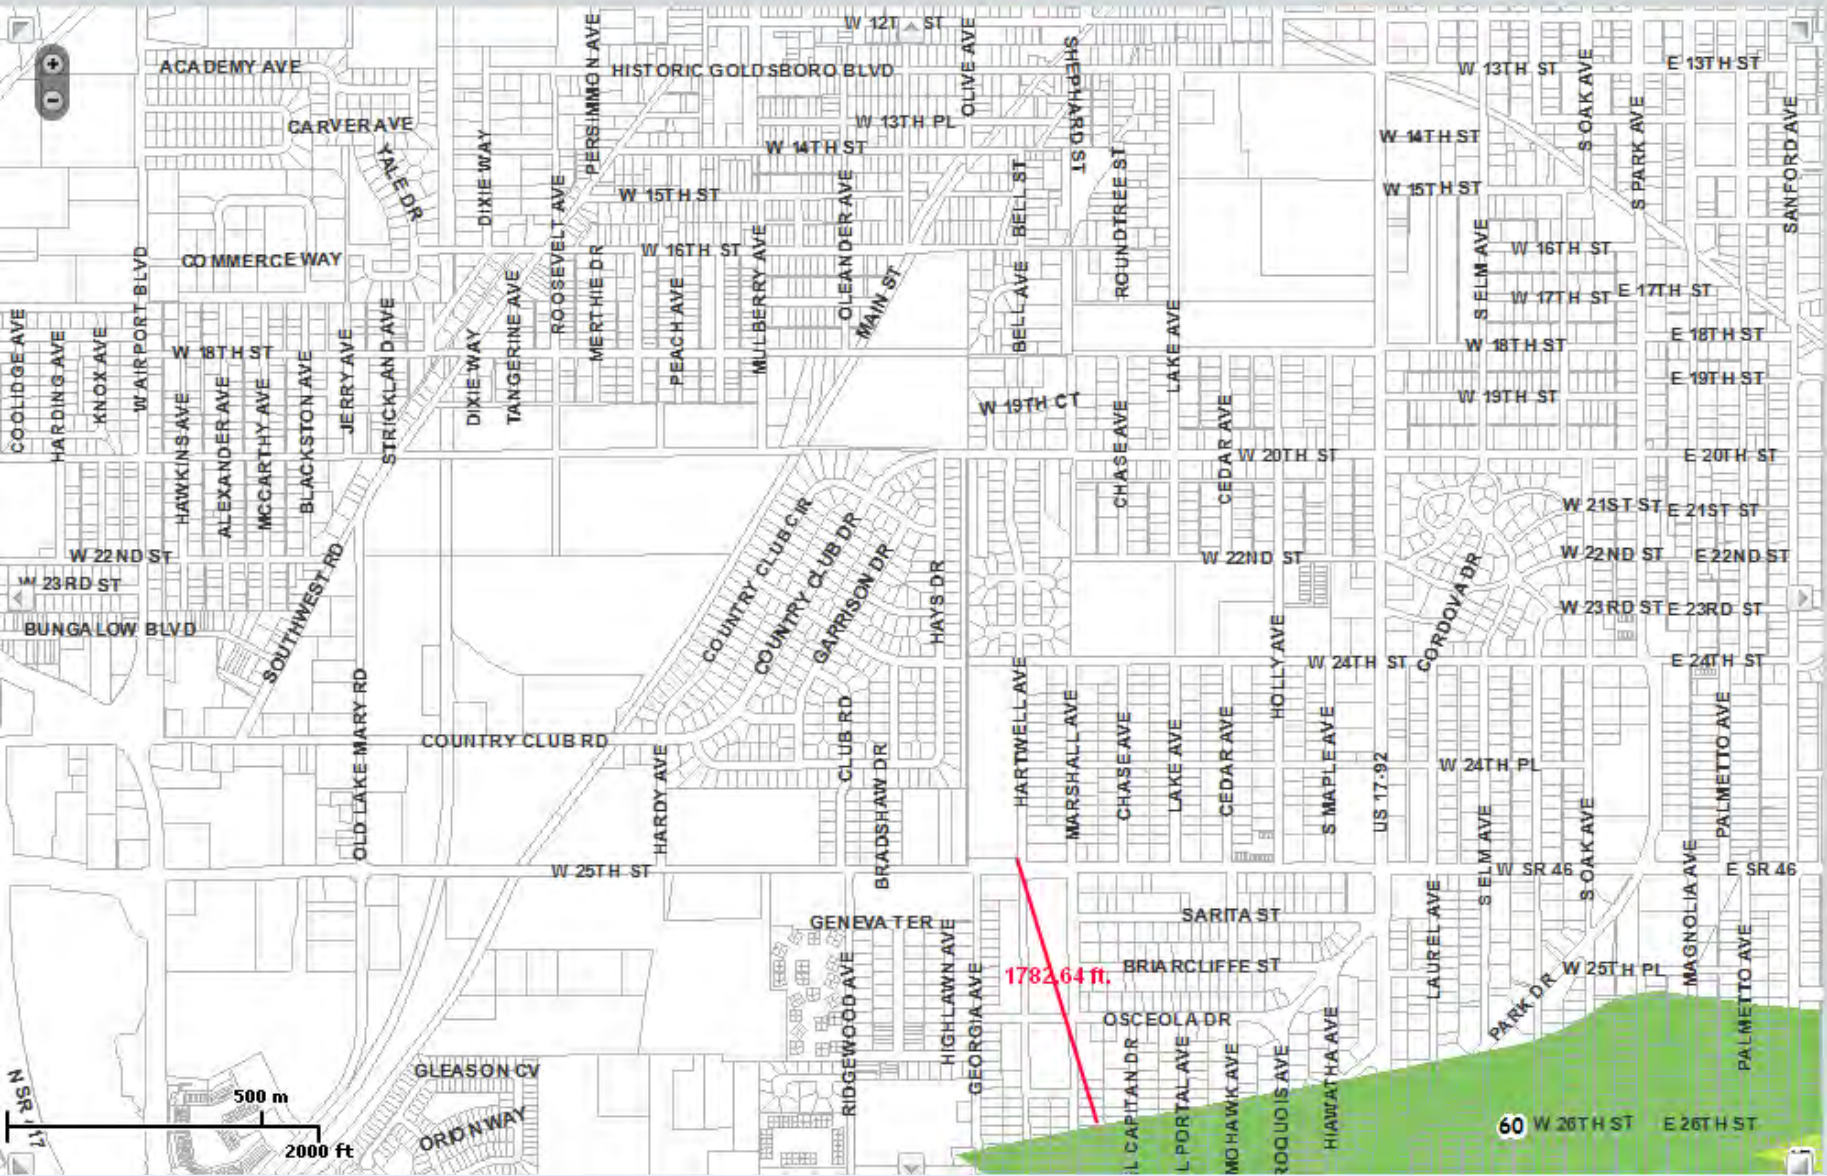 W 12T ST
ACADEMY AVE
PERSIMMON AVE
HISTORIC GOLDSBORO BLVD
OLIVE AVE
SHEPHARD ST
W 13TH ST
S OAK AVE
E 13TH ST
CARVER AVE
YALE DR
DIXIE WAY
W 13TH PL
W 14TH ST
W 14TH ST
S PARK AVE
SANFORD AVE
ROOSEVELT AVE
W 15TH ST
OLEANDER AVE
BELL ST
ROUNDTREE ST
W 15TH ST
W AIRPORT BLVD
COMMERCE WAY
MERTHIE DR
W 16TH ST
MULBERRY AVE
MAIN ST
BELL AVE
S ELM AVE
W 16TH ST
TANGERINE AVE
PEACH AVE
W 17TH ST
E 17TH ST
COOLIDGE AVE
HARDING AVE
KNOX AVE
W 18TH ST
JERRY AVE
STRICKLAND AVE
DIXIE WAY
LAKE AVE
W 18TH ST
E 18TH ST
HAWKINS AVE
ALEXANDER AVE
MCCARTHY AVE
BLACKSTON AVE
W 19TH CT
CHASE AVE
CEDAR AVE
W 19TH ST
E 19TH ST
W 20TH ST
E 20TH ST
COUNTRY CLUB CIR
COUNTRY CLUB DR
GARRISON DR
HAYS DR
W 21ST ST
E 21ST ST
W 22ND ST
W 22ND ST
W 22ND ST
E 22ND ST
W 23RD ST
SOUTHWEST RD
CORDOVA DR
W 23RD ST
E 23RD ST
BUNGALOW BLVD
HOLLY AVE
W 24TH ST
E 24TH ST
OLD LAKE MARY RD
COUNTRY CLUB RD
HARDY AVE
CLUB RD
BRADSHAW DR
HARTWELL AVE
MARSHALL AVE
CHASE AVE
LAKE AVE
CEDAR AVE
S MAPLE AVE
US 17-92
W 24TH PL
PALMETTO AVE
W 25TH ST
S ELM AVE
W SR 46
S OAK AVE
MAGNOLIA AVE
E SR 46
GENEVA TER
HIGHLAWN AVE
SARITA ST
LAUREL AVE
RIDGEWOOD AVE
GEORGIA AVE
1782.64 ft.
BRIARCLIFFE ST
PARK DR
W 25TH PL
PALMETTO AVE
OSCEOLA DR
N SR 417
GLEASON CV
L CAPITAN DR
L PORTAL AVE
MOHAWK AVE
ROQUOIS AVE
HIAWATHA AVE
500 m
ORION WAY
60
W 26TH ST
E 26TH ST
2000 ft